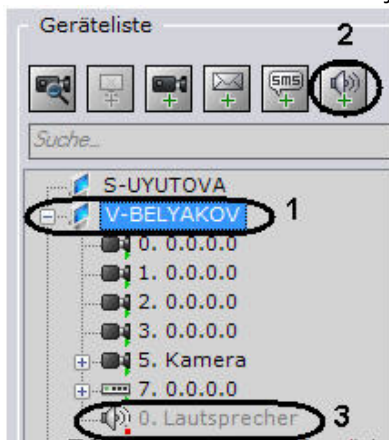 Geräteliste
2
sms
Suche...
S-UYUTOVA
V-BELYAKOV 1
0. 0.0.0.0
1. 0.0.0.0
2. 0.0.0.0
3. 0.0.0.0
5. Kamera
7. 0.0.0.0
0. Lautsprecher 3